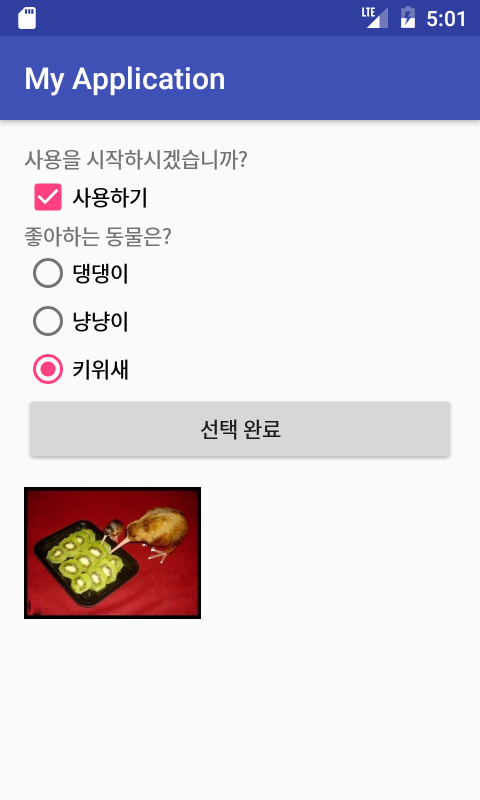 LTE 5:01
My Application
사용을 시작하시겠습니까?
사용하기
좋아하는 동물은?
댕댕이
냥냥이
키위새
선택 완료